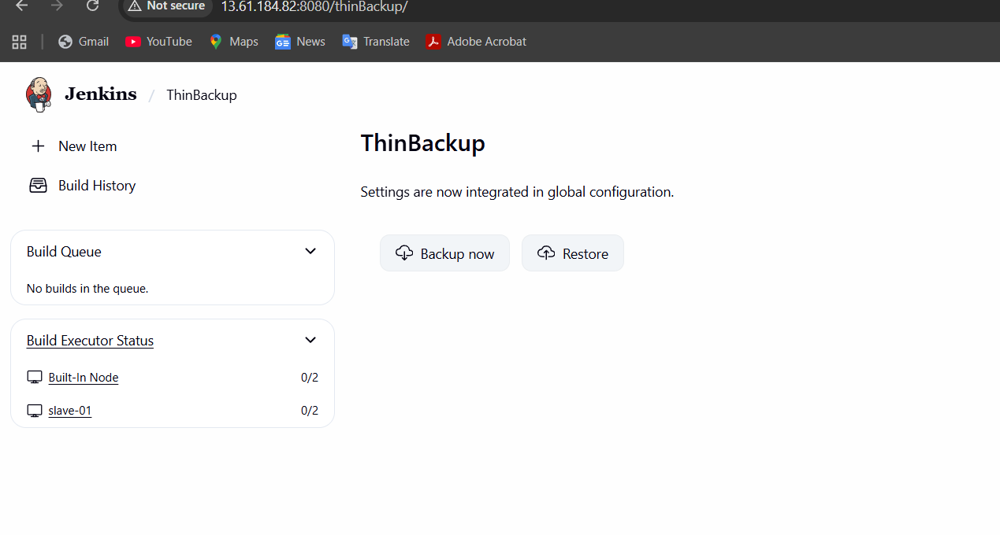 Not secure 13.61.184.82:8080/thinBackup/
Gmail YouTube Maps News Translate Adobe Acrobat
Jenkins / ThinBackup
New Item
Build History
ThinBackup
Settings are now integrated in global configuration.
Backup now Restore
Build Queue
No builds in the queue.
Build Executor Status
Built-In Node 0/2
slave-01 0/2